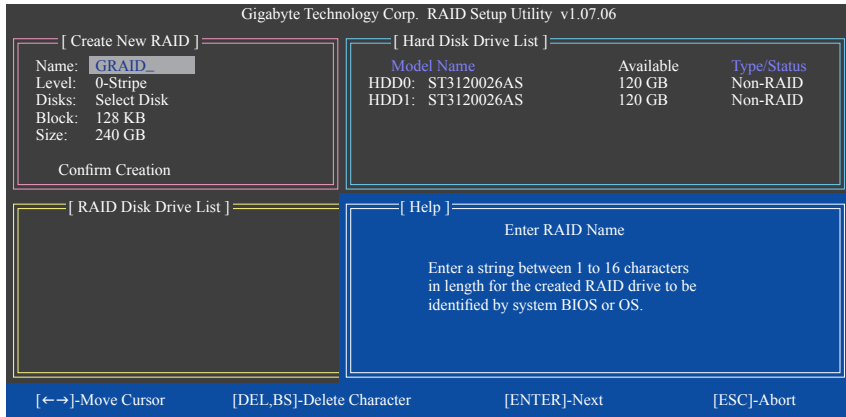 Gigabyte Technology Corp. RAID Setup Utility v1.07.06
[ Create New RAID ]
Name: GRAID_
Level: 0-Stripe
Disks: Select Disk
Block: 128 KB
Size: 240 GB
Confirm Creation
[ Hard Disk Drive List ]
Model Name Available Type/Status
HDD0: ST3120026AS 120 GB Non-RAID
HDD1: ST3120026AS 120 GB Non-RAID
[ RAID Disk Drive List ]
[ Help ]
Enter RAID Name
Enter a string between 1 to 16 characters
in length for the created RAID drive to be
identified by system BIOS or OS.
[←→]-Move Cursor [DEL,BS]-Delete Character [ENTER]-Next [ESC]-Abort